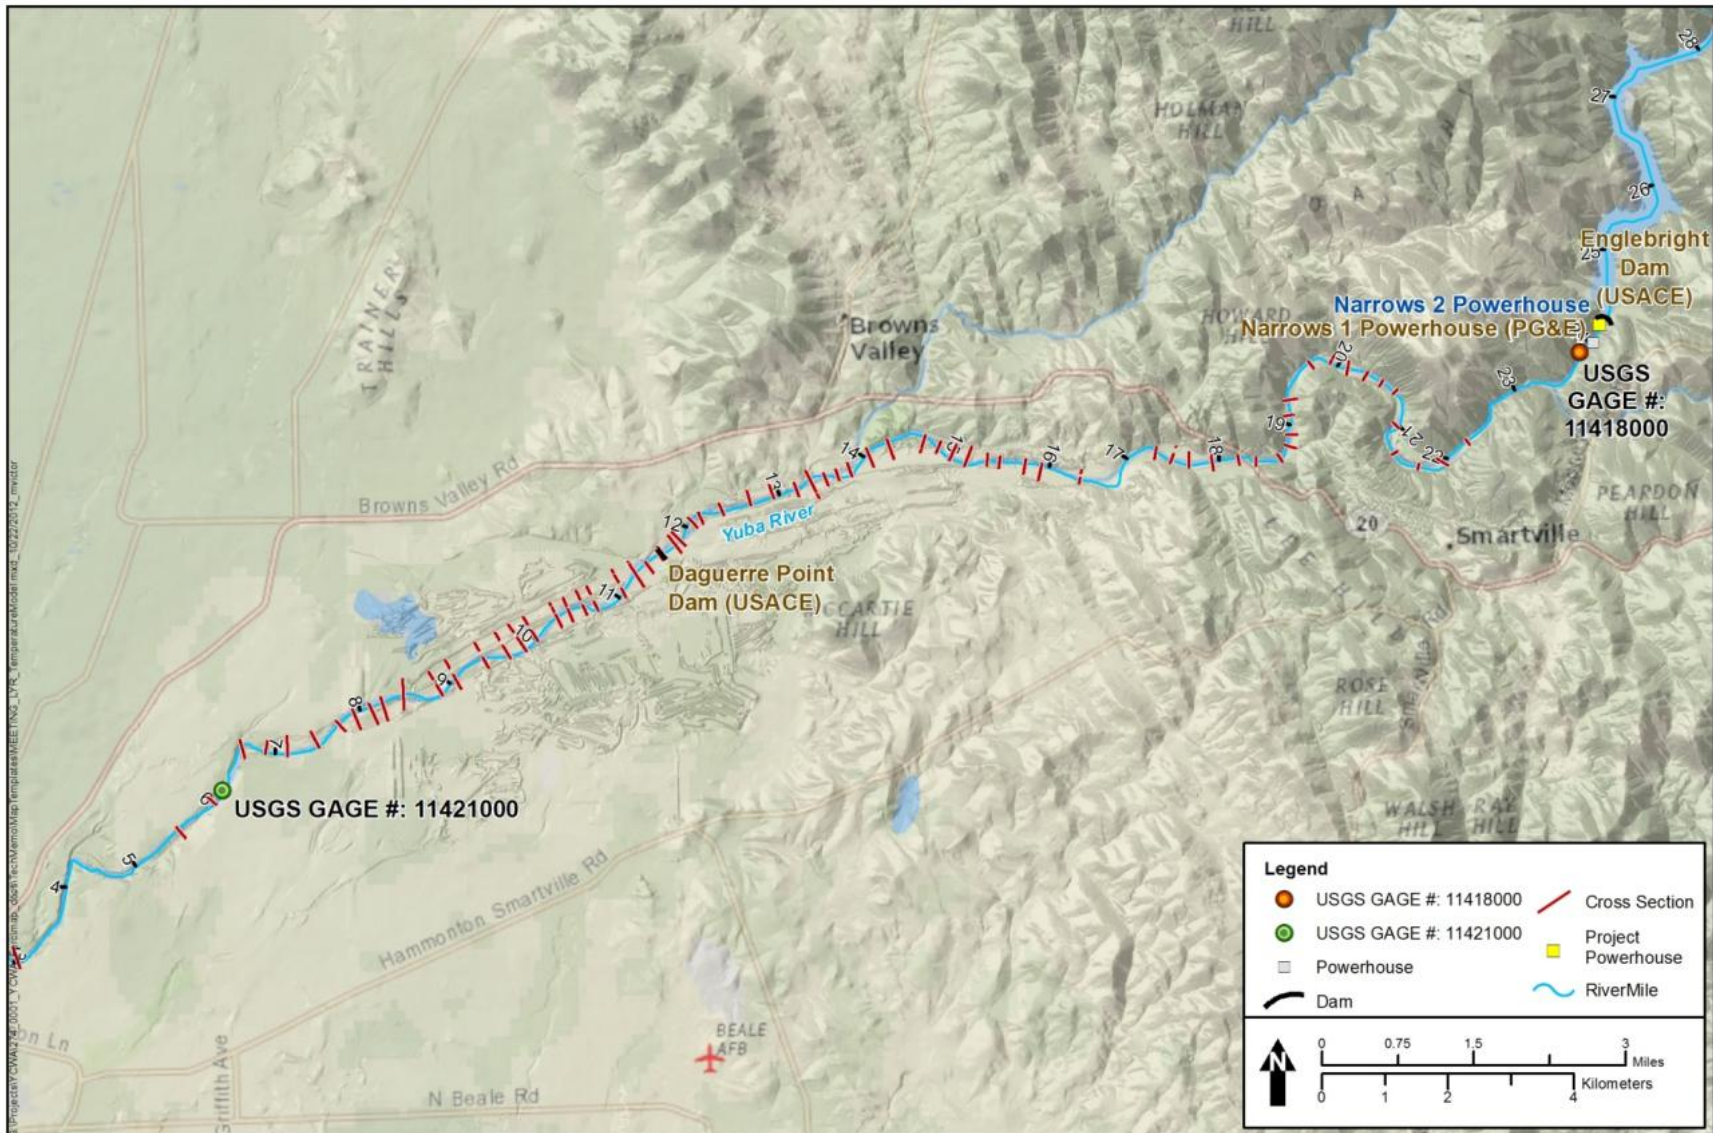 28
27
26
25
Englebright
Dam
(USACE)
Narrows 2 Powerhouse
Narrows 1 Powerhouse (PG&E)
USGS
GAGE #:
11418000
HOLMAN
HILL
HOWARD
TRAINER
HILLS
Browns
Valley
Browns Valley Rd
23
22
21
20
19
18
17
16
15
14
13
12
11
10
9
8
7
6
5
4
3
Yuba River
Daguerre Point
Dam (USACE)
20
Smartville
PEARDON
HILL
HILL
ROSE
HILL
WALSH
HILL
RAY
HILL
USGS GAGE #: 11421000
Hammonton Smartville Rd
BEALE
AFB
N Beale Rd
Griffith Ave
on Ln
Legend
USGS GAGE #: 11418000
USGS GAGE #: 11421000
Powerhouse
Dam
Cross Section
Project
Powerhouse
RiverMile
N
0 0.75 1.5 3
Miles
Kilometers
0 1 2 4